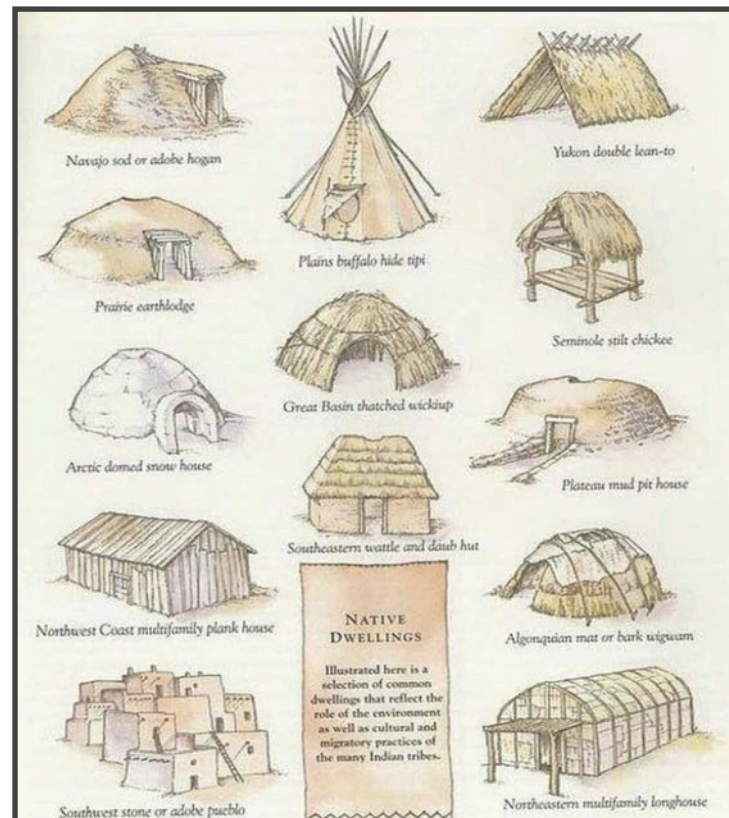 Navajo sod or adobe hogan
Plains buffalo hide tipi
Yukon double lean-to
Prairie earthlodge
Seminole stilt chickee
Great Basin thatched wickiup
Arctic domed snow house
Plateau mud pit house
Southeastern wattle and daub hut
Northwest Coast multifamily plank house
Algonquian mat or bark wigwam
NATIVE
DWELLINGS
Illustrated here is a
selection of common
dwellings that reflect the
role of the environment
as well as cultural and
migratory practices of
the many Indian tribes.
Southwest stone or adobe pueblo
Northeastern multifamily longhouse